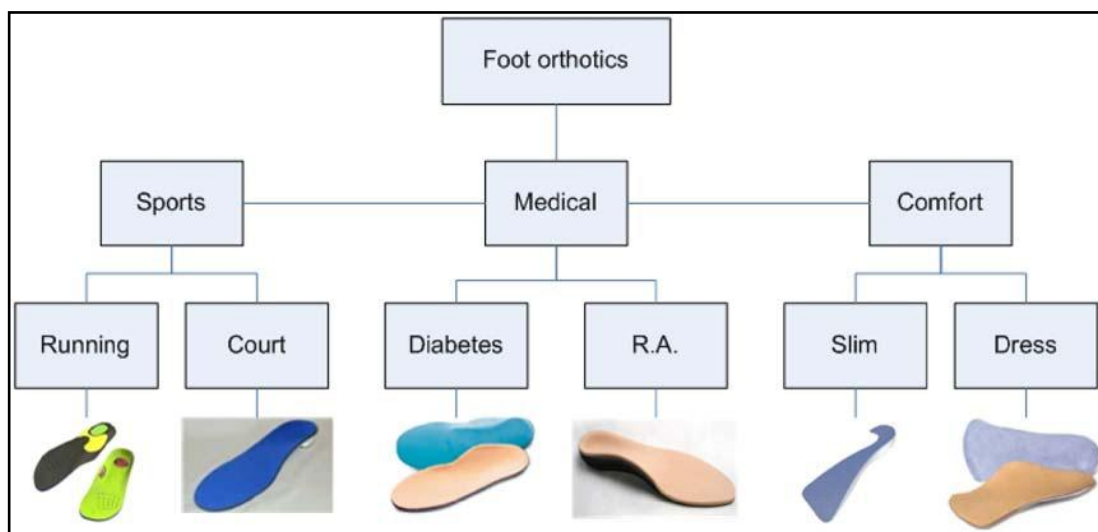 Foot orthotics
Sports
Medical
Comfort
Running
Court
Diabetes
R.A.
Slim
Dress